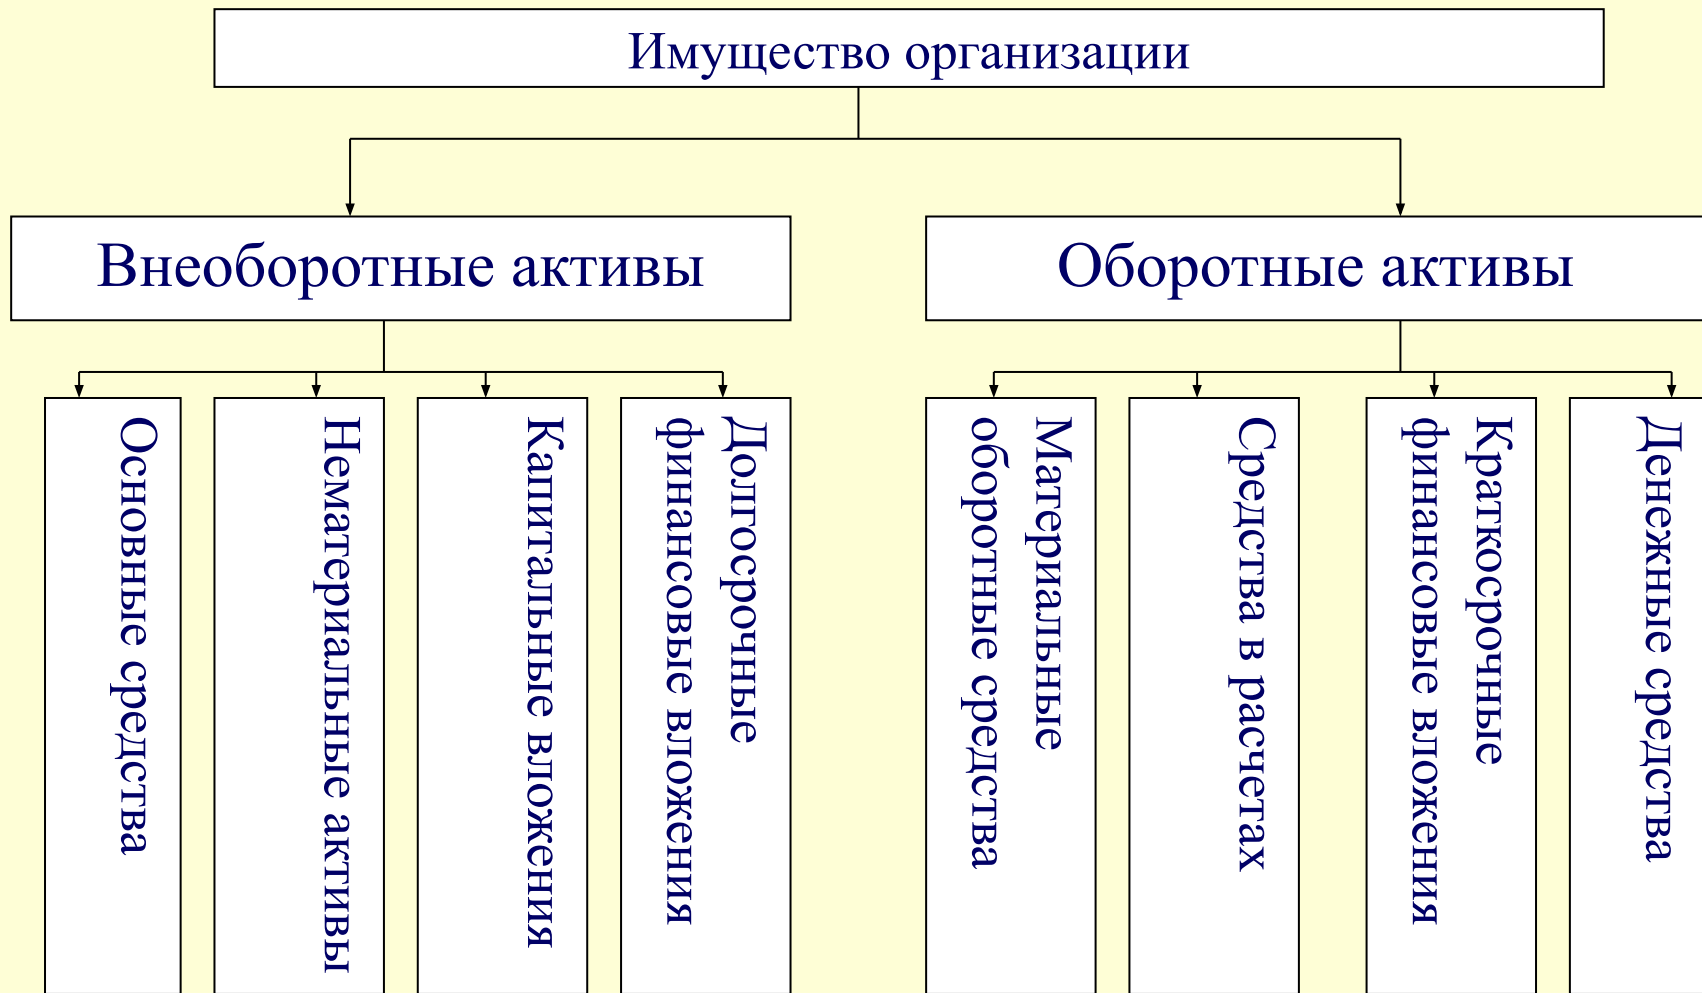 Имущество организации
Внеоборотные активы
Оборотные активы
Основные средства
Нематериальные активы
Капитальные вложения
Долгосрочные
финансовые вложения
Материальные
оборотные средства
Средства в расчетах
Краткосрочные
финансовые вложения
Денежные средства